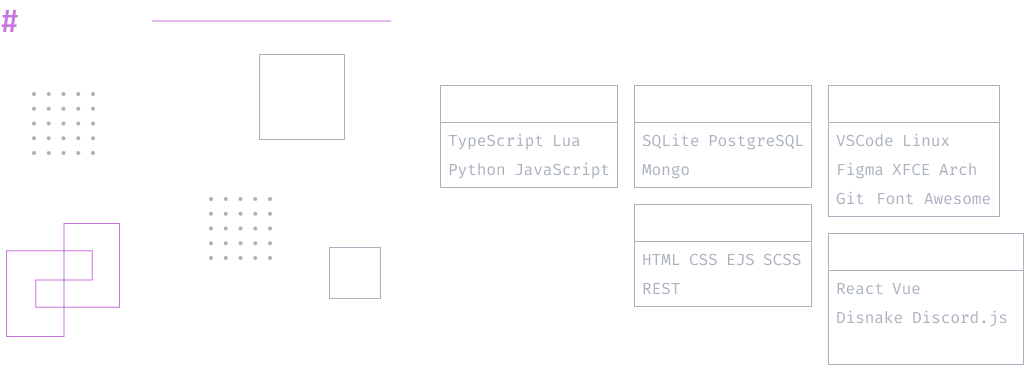 #
TypeScript Lua
Python JavaScript
SQLite PostgreSQL
Mongo
VSCode Linux
Figma XFCE Arch
Git Font Awesome
HTML CSS EJS SCSS
REST
React Vue
Disnake Discord.js